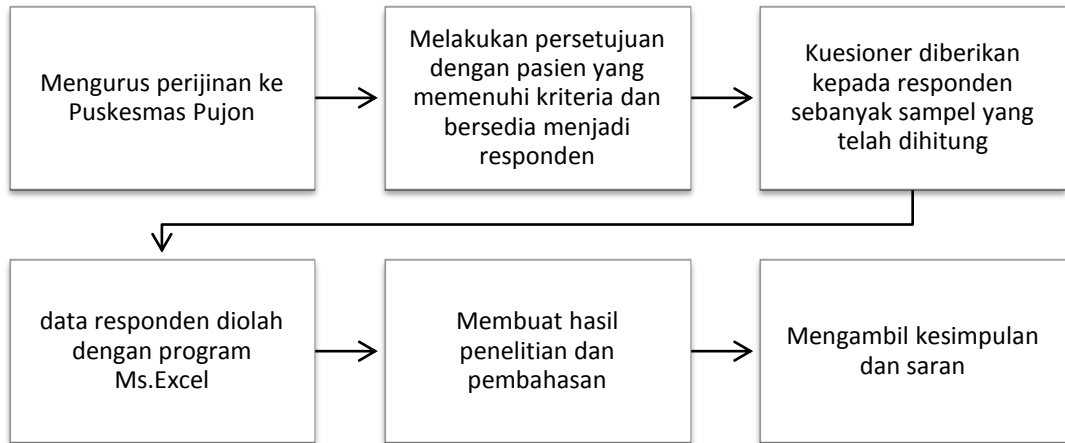 Mengurus perijinan ke
Puskesmas Pujon
Melakukan persetujuan
dengan pasien yang
memenuhi kriteria dan
bersedia menjadi
responden
Kuesioner diberikan
kepada responden
sebanyak sampel yang
telah dihitung
data responden diolah
dengan program
Ms.Excel
Membuat hasil
penelitian dan
pembahasan
Mengambil kesimpulan
dan saran